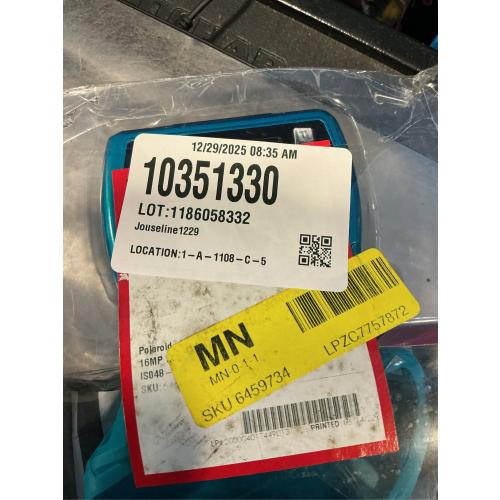 12/29/2025 08:35 AM
10351330
LOT:1186058332
Jouseline1229
LOCATION:1-A-1108-C-5
MN
MN-0-1-1
SKU 6459734
LPZC7757872
Polaroid
16MP
IS048
SKU:
PRINTED